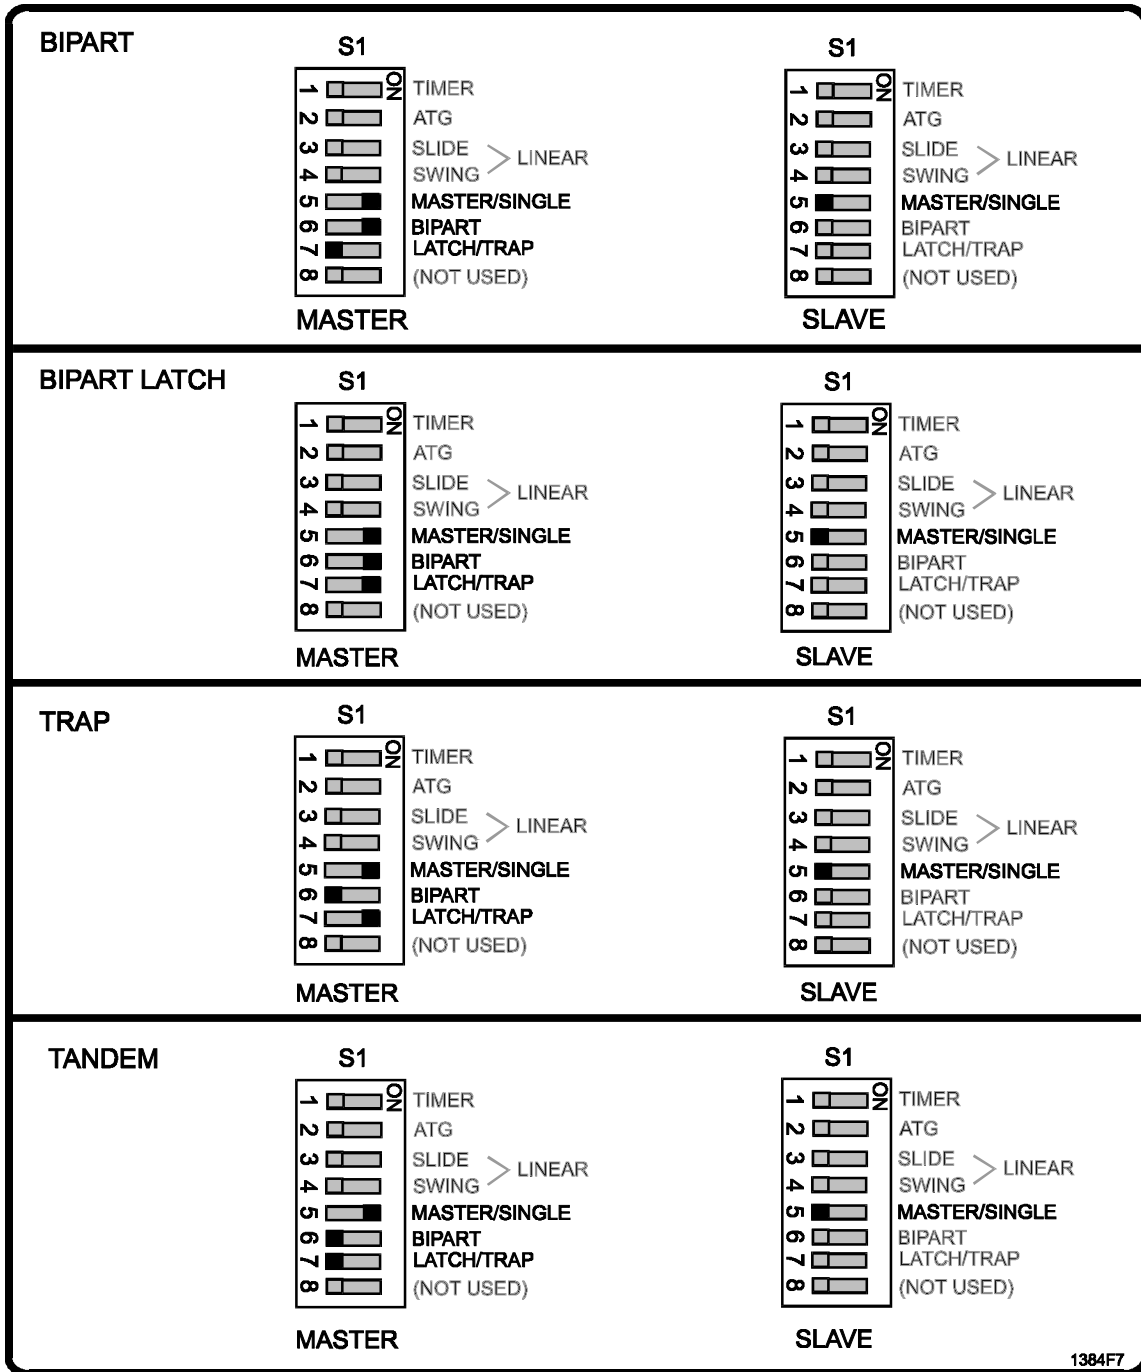 BIPART
S1
ON
1 TIMER
2 ATG
3 SLIDE
LINEAR
4 SWING
5 MASTER/SINGLE
6 BIPART
7 LATCH/TRAP
8 (NOT USED)
MASTER
S1
ON
1 TIMER
2 ATG
3 SLIDE
LINEAR
4 SWING
5 MASTER/SINGLE
6 BIPART
7 LATCH/TRAP
8 (NOT USED)
SLAVE
BIPART LATCH
S1
ON
1 TIMER
2 ATG
3 SLIDE
LINEAR
4 SWING
5 MASTER/SINGLE
6 BIPART
7 LATCH/TRAP
8 (NOT USED)
MASTER
S1
ON
1 TIMER
2 ATG
3 SLIDE
LINEAR
4 SWING
5 MASTER/SINGLE
6 BIPART
7 LATCH/TRAP
8 (NOT USED)
SLAVE
TRAP
S1
ON
1 TIMER
2 ATG
3 SLIDE
LINEAR
4 SWING
5 MASTER/SINGLE
6 BIPART
7 LATCH/TRAP
8 (NOT USED)
MASTER
S1
ON
1 TIMER
2 ATG
3 SLIDE
LINEAR
4 SWING
5 MASTER/SINGLE
6 BIPART
7 LATCH/TRAP
8 (NOT USED)
SLAVE
TANDEM
S1
ON
1 TIMER
2 ATG
3 SLIDE
LINEAR
4 SWING
5 MASTER/SINGLE
6 BIPART
7 LATCH/TRAP
8 (NOT USED)
MASTER
S1
ON
1 TIMER
2 ATG
3 SLIDE
LINEAR
4 SWING
5 MASTER/SINGLE
6 BIPART
7 LATCH/TRAP
8 (NOT USED)
SLAVE
1384F7